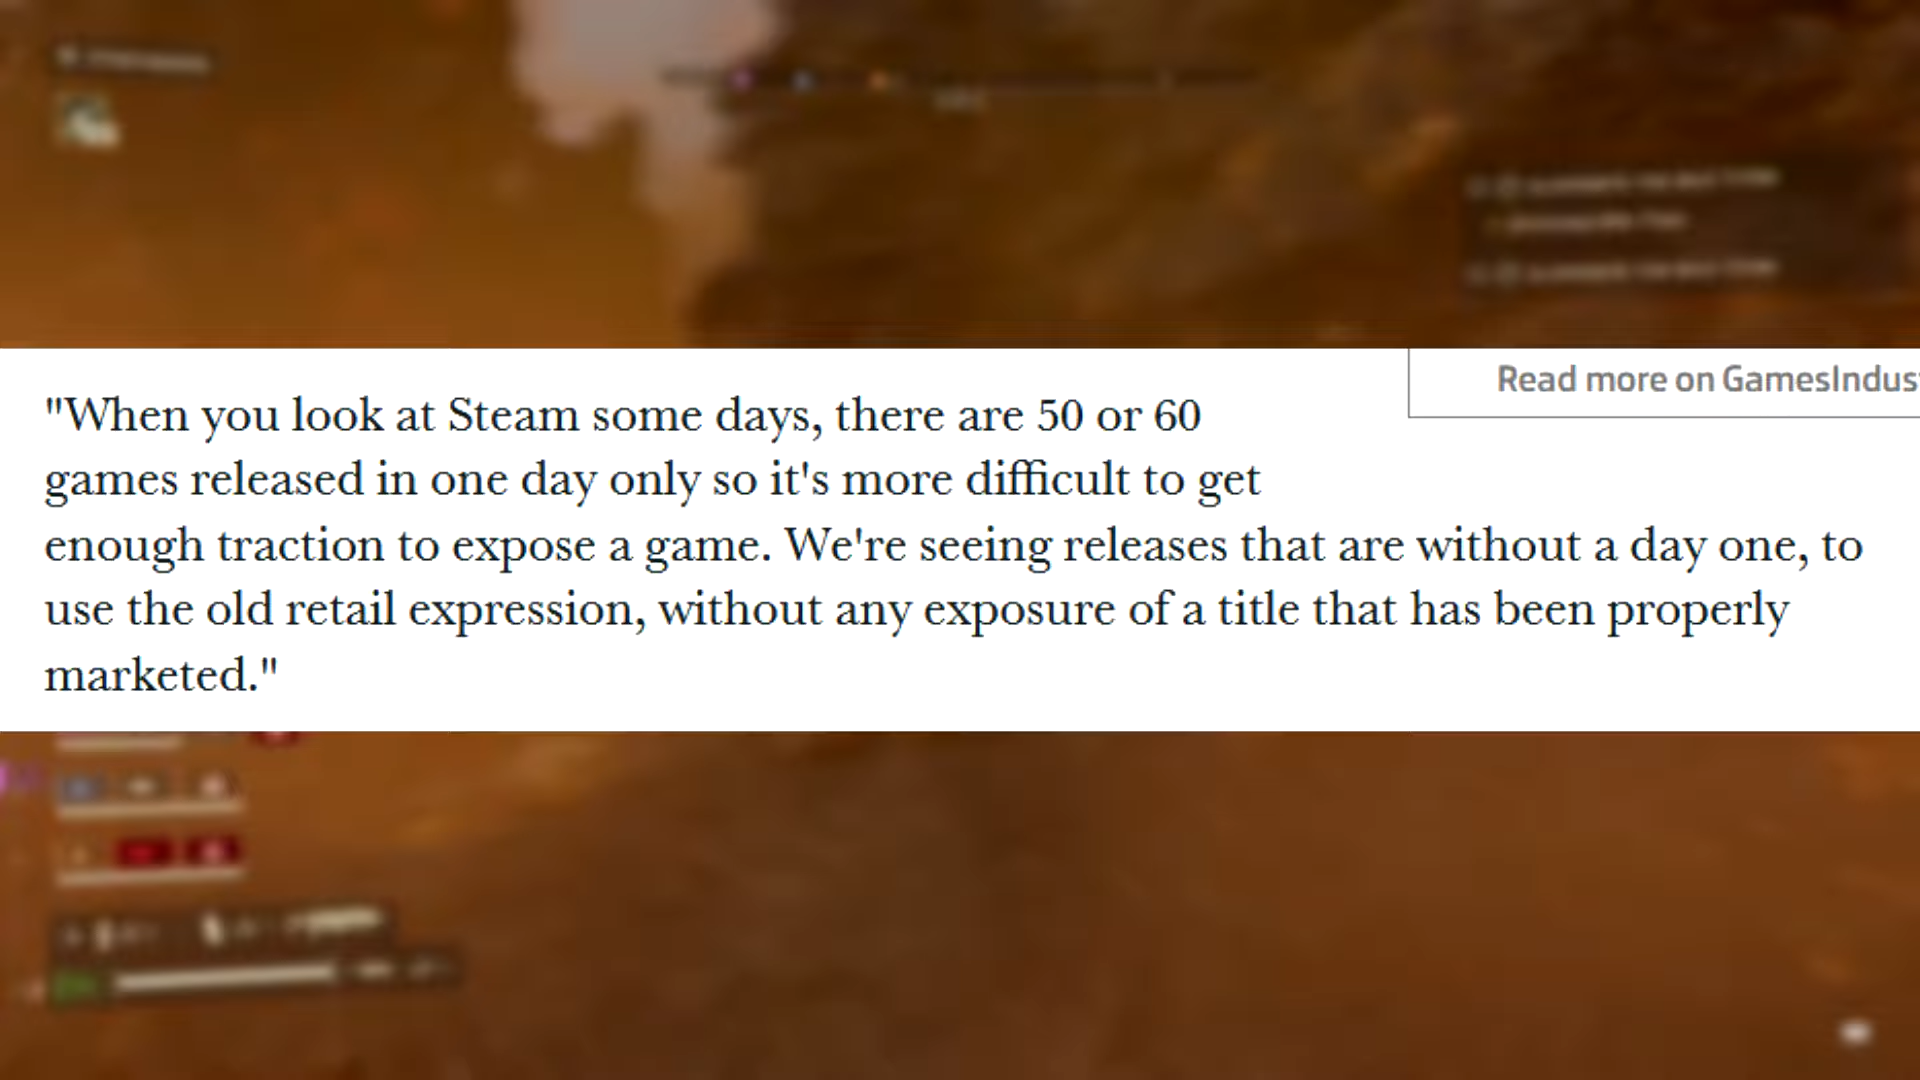 Read more on GamesIndus
"When you look at Steam some days, there are 50 or 60
games released in one day only so it's more difficult to get
enough traction to expose a game. We're seeing releases that are without a day one, to
use the old retail expression, without any exposure of a title that has been properly
marketed."